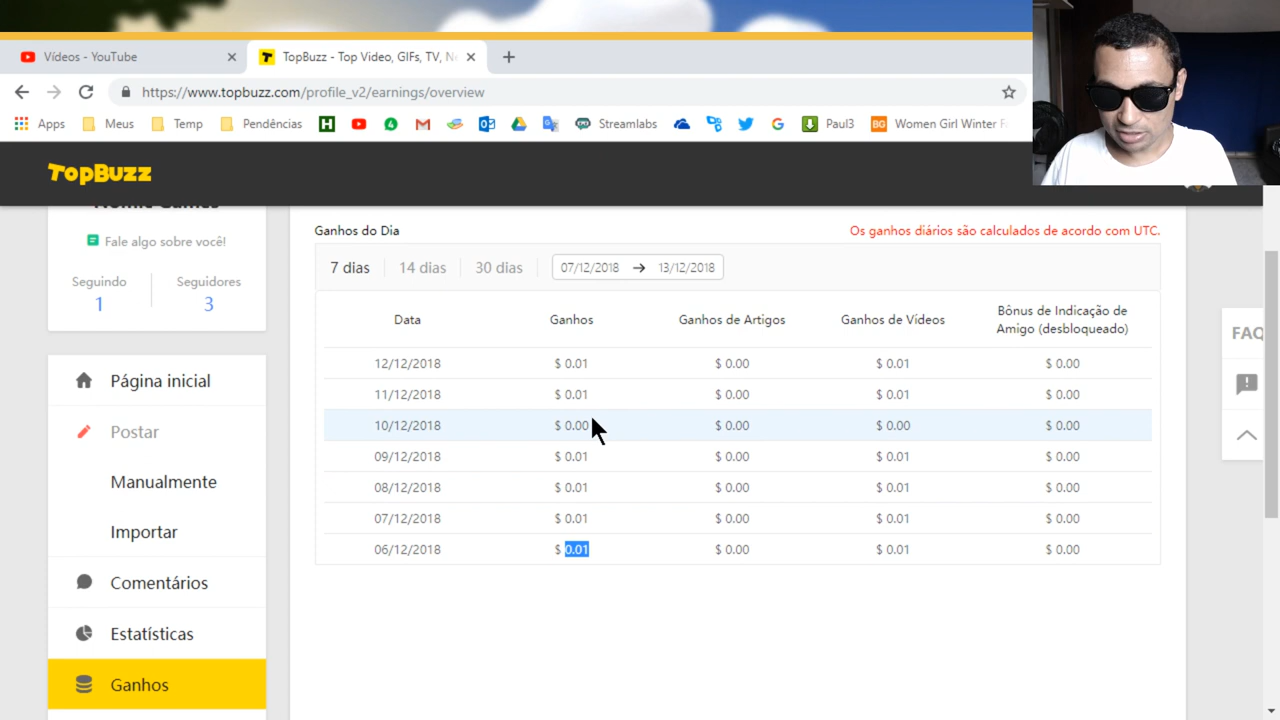 Vídeos - YouTube
TopBuzz - Top Video, GIFs, TV, N
https://www.topbuzz.com/profile_v2/earnings/overview
Apps Meus Temp Pendências Streamlabs Paul3 BG Women Girl Winter F
TopBuzz
Fale algo sobre você!
Seguindo Seguidores
1 3
Página inicial
Postar
Manualmente
Importar
Comentários
Estatísticas
Ganhos
Ganhos do Dia Os ganhos diários são calculados de acordo com UTC.
7 dias 14 dias 30 dias 07/12/2018 → 13/12/2018
Data Ganhos Ganhos de Artigos Ganhos de Vídeos Bônus de Indicação de
Amigo (desbloqueado)
12/12/2018 $ 0.01 $ 0.00 $ 0.01 $ 0.00
11/12/2018 $ 0.01 $ 0.00 $ 0.01 $ 0.00
10/12/2018 $ 0.00 $ 0.00 $ 0.00 $ 0.00
09/12/2018 $ 0.01 $ 0.00 $ 0.01 $ 0.00
08/12/2018 $ 0.01 $ 0.00 $ 0.01 $ 0.00
07/12/2018 $ 0.01 $ 0.00 $ 0.01 $ 0.00
06/12/2018 $ 0.01 $ 0.00 $ 0.01 $ 0.00
FAQ